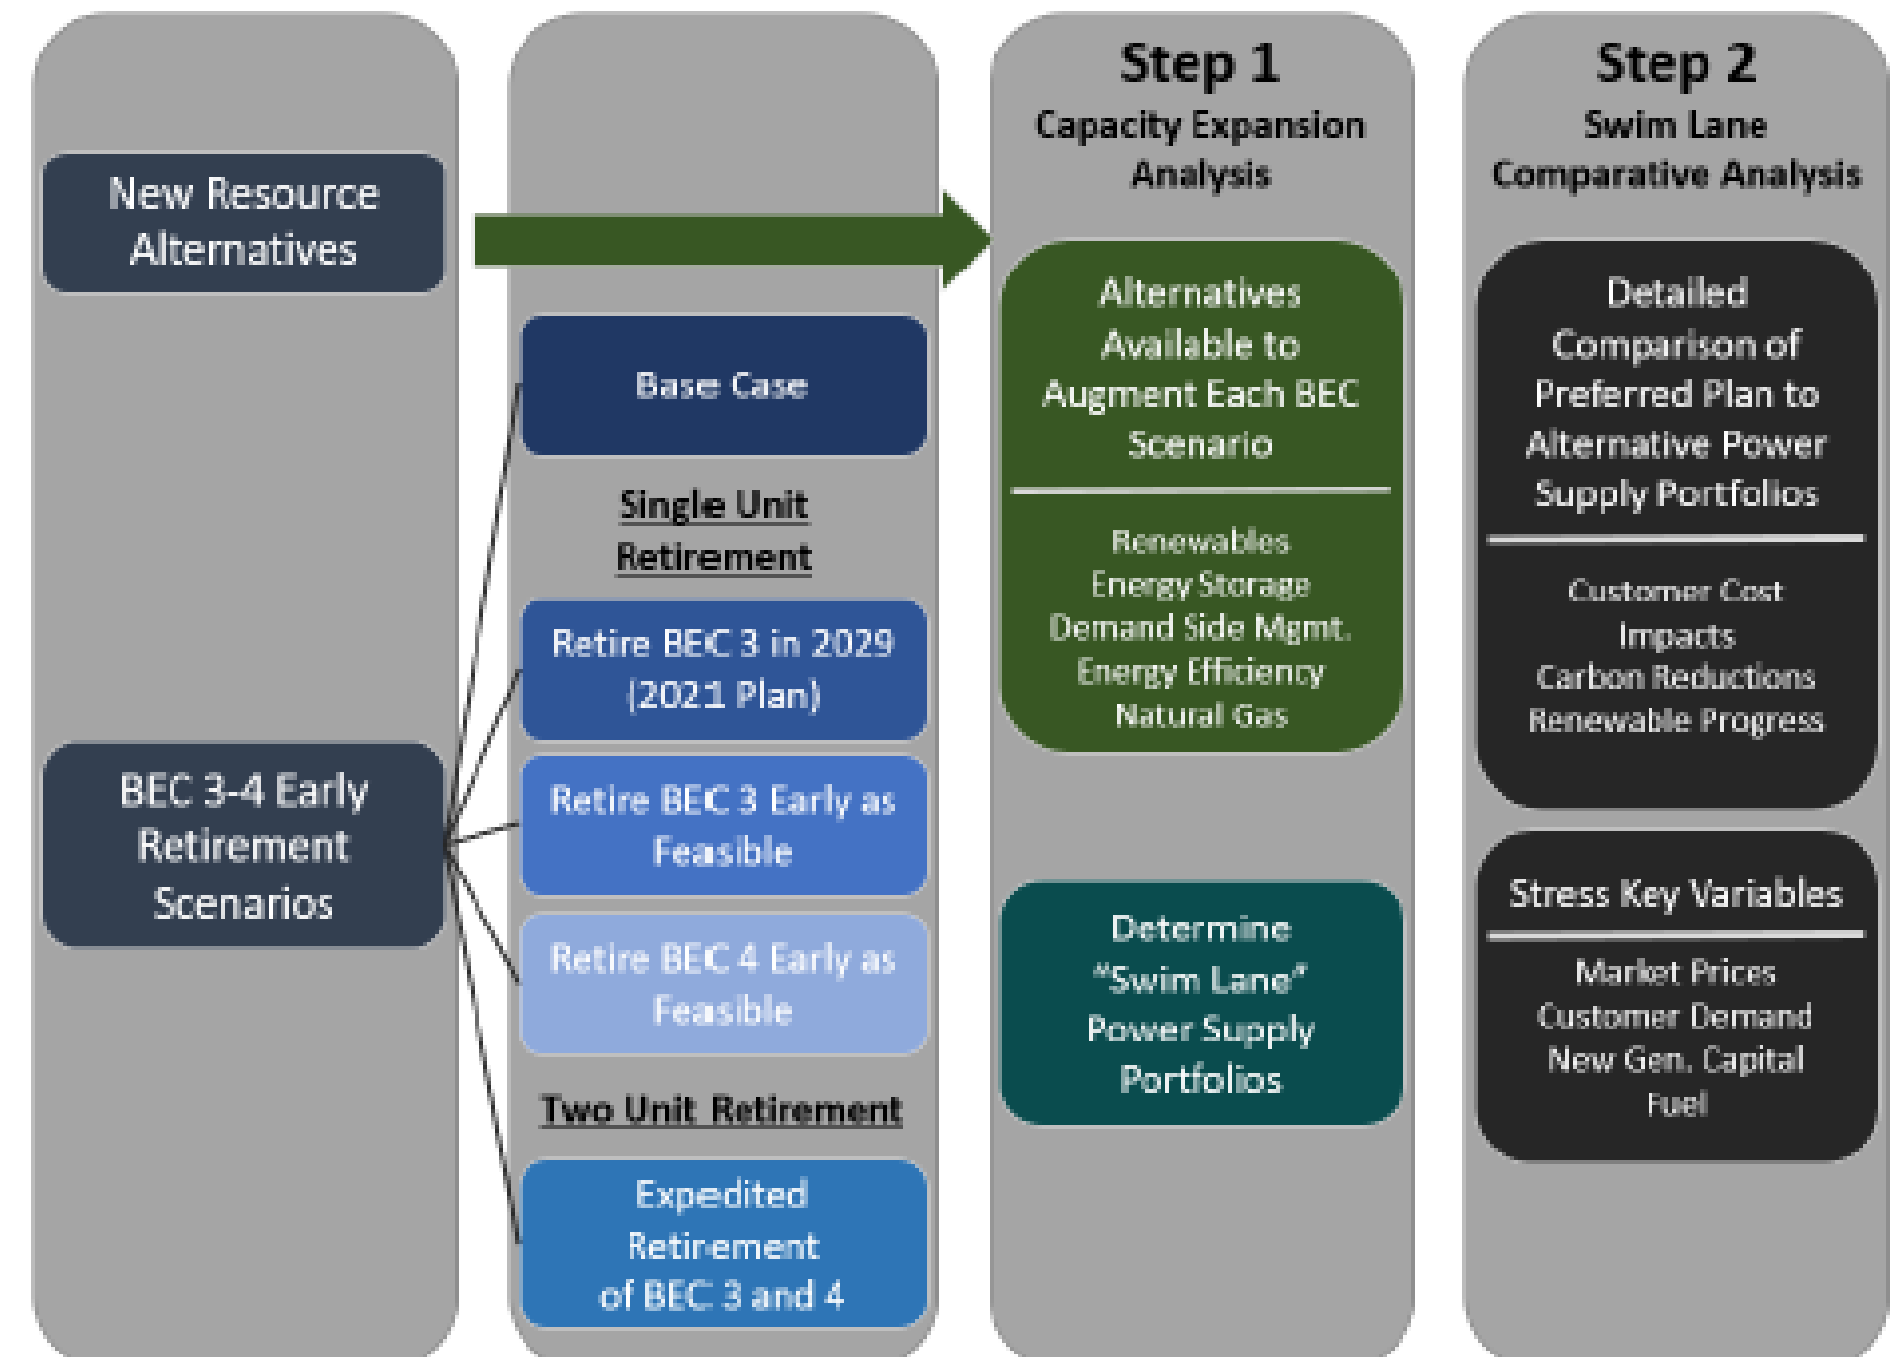 New Resource
Alternatives
BEC 3-4 Early
Retirement
Scenarios
Base Case
Single Unit
Retirement
Retire BEC 3 in 2029
(2021 Plan)
Retire BEC 3 Early as
Feasible
Retire BEC 4 Early as
Feasible
Two Unit Retirement
Expedited
Retirement
of BEC 3 and 4
Step 1
Capacity Expansion
Analysis
Alternatives
Available to
Augment Each BEC
Scenario
Renewables
Energy Storage
Demand Side Mgmt.
Energy Efficiency
Natural Gas
Determine
“Swim Lane”
Power Supply
Portfolios
Step 2
Swim Lane
Comparative Analysis
Detailed
Comparison of
Preferred Plan to
Alternative Power
Supply Portfolios
Customer Cost
Impacts
Carbon Reductions
Renewable Progress
Stress Key Variables
Market Prices
Customer Demand
New Gen. Capital
Fuel